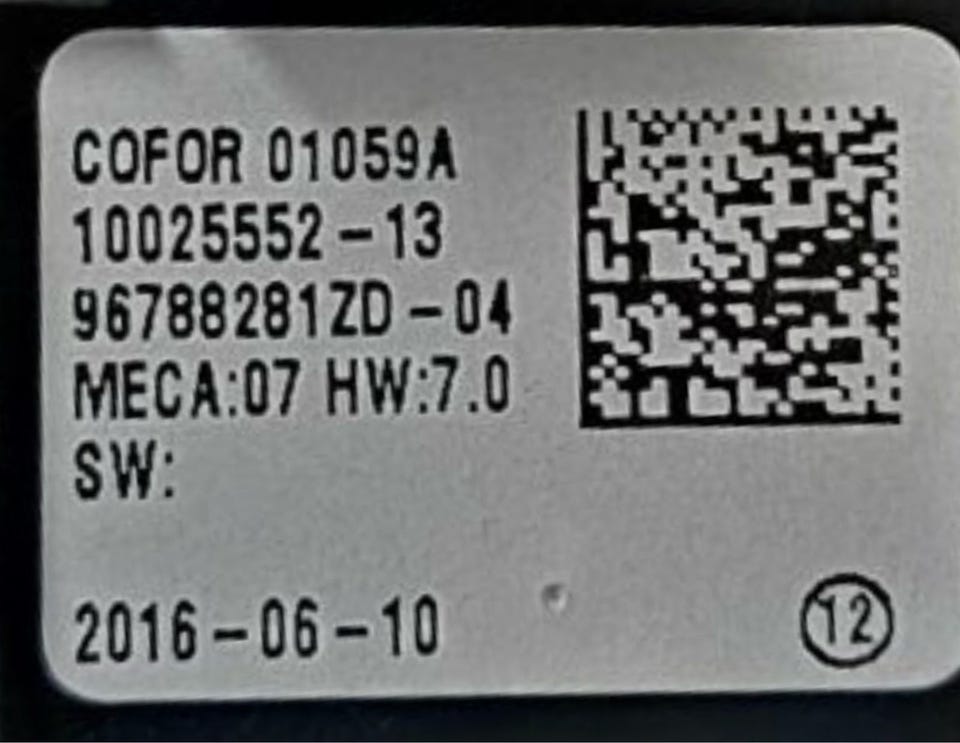 COFOR 01059A
10025552-13
96788281ZD-04
MECA:07 HW:7.0
SW:
2016-06-10
12